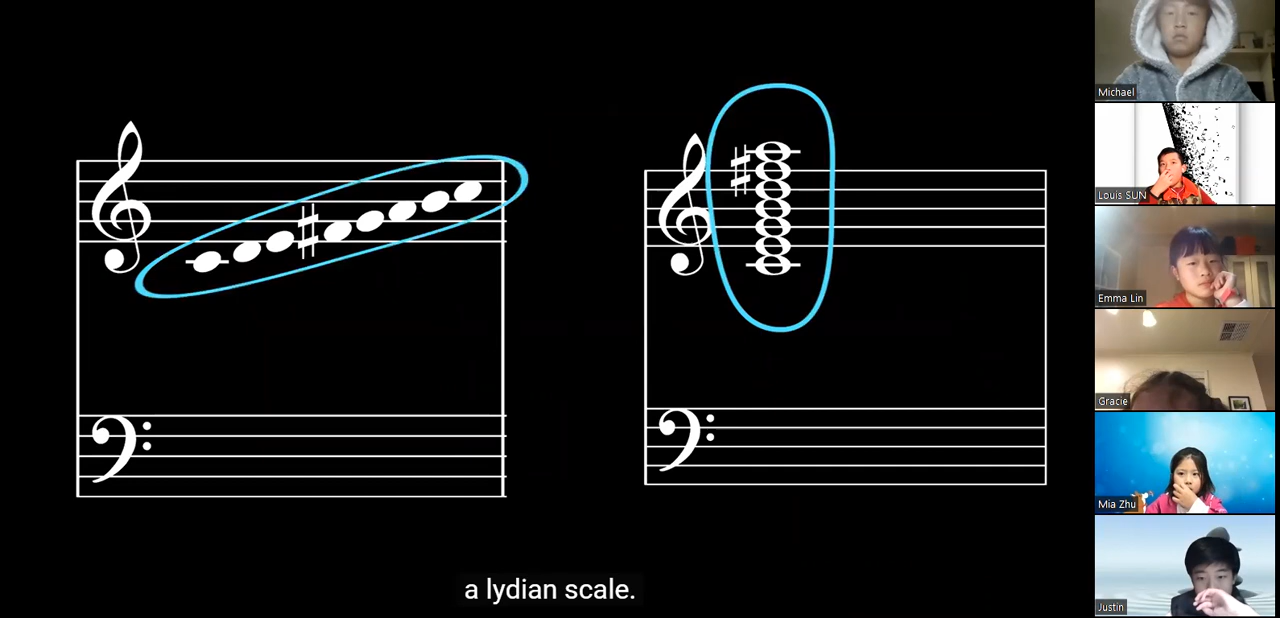 a lydian scale.
Michael
Louis SUN
Emma Lin
Gracie
Mia Zhu
Justin